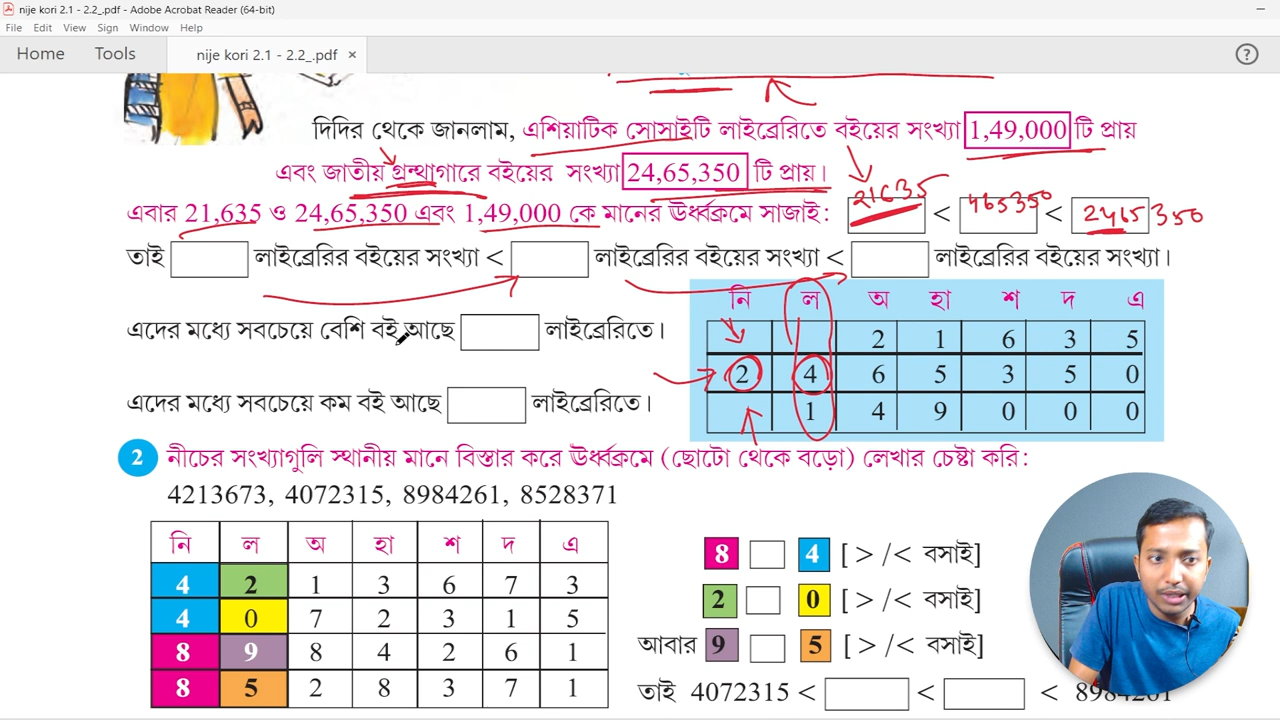 nije kori 2.1 - 2.2_.pdf - Adobe Acrobat Reader (64-bit)
File Edit View Sign Window Help
Home Tools nije kori 2.1 - 2.2_.pdf ×
দিদির থেকে জানলাম, এশিয়াটিক সোসাইটি লাইব্রেরিতে বইয়ের সংখ্যা 1,49,000 টি প্রায়
এবং জাতীয় গ্রন্থাগারে বইয়ের সংখ্যা 24,65,350 টি প্রায়।
এবার 21,635 ও 24,65,350 এবং 1,49,000 কে মানের ঊর্ধ্বক্রমে সাজাই: 21635 < 465350 < 2465350
তাই লাইব্রেরির বইয়ের সংখ্যা < লাইব্রেরির বইয়ের সংখ্যা < লাইব্রেরির বইয়ের সংখ্যা।
নি ল অ হা শ দ এ
এদের মধ্যে সবচেয়ে বেশি বই আছে লাইব্রেরিতে।
2 1 6 3 5
2 4 6 5 3 5 0
এদের মধ্যে সবচেয়ে কম বই আছে লাইব্রেরিতে।
1 4 9 0 0 0
2 নীচের সংখ্যাগুলি স্থানীয় মানে বিস্তার করে ঊর্ধ্বক্রমে (ছোটো থেকে বড়ো) লেখার চেষ্টা করি:
4213673, 4072315, 8984261, 8528371
নি ল অ হা শ দ এ
4 2 1 3 6 7 3
4 0 7 2 3 1 5
8 9 8 4 2 6 1
8 5 2 8 3 7 1
8 4 [ > /< বসাই]
2 0 [ > /< বসাই]
আবার 9 5 [ > /< বসাই]
তাই 4072315 < < < 8984261